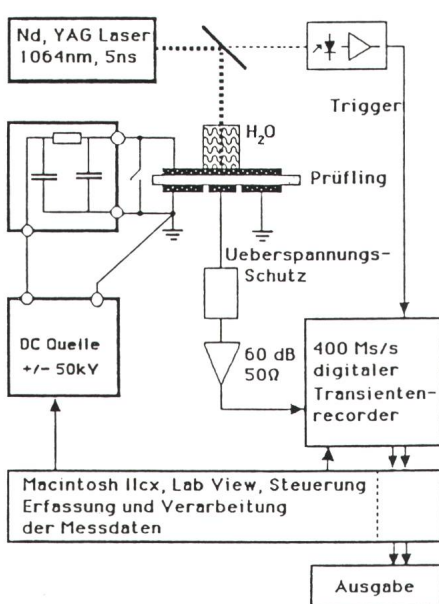 Nd, YAG Laser
1064nm, 5ns
Trigger
H₂O
Prüfling
Ueberspannungs-
Schutz
DC Quelle
+/- 50kV
60 dB
50Ω
400 Ms/s
digitaler
Transienten-
recorder
Macintosh IIcx, Lab View, Steuerung
Erfassung und Verarbeitung
der Messdaten
Ausgabe